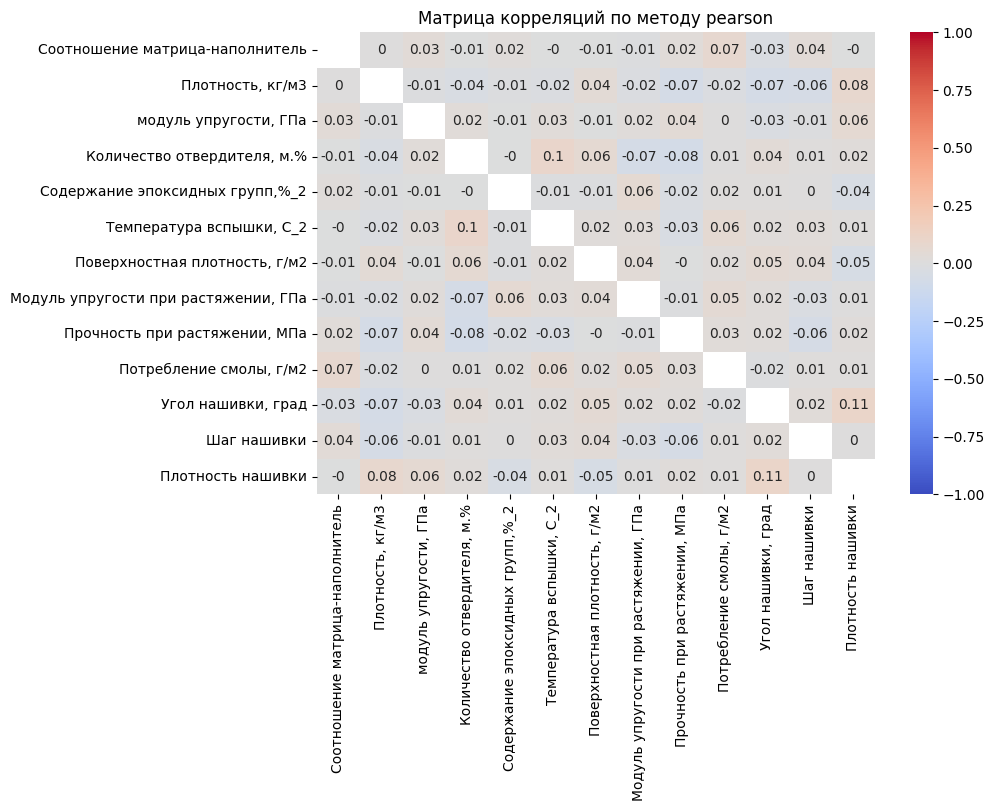 Матрица корреляций по методу pearson
Соотношение матрица-наполнитель 0 0.03 -0.01 0.02 -0 -0.01 -0.01 0.02 0.07 -0.03 0.04 -0
Плотность, кг/м3 0 -0.01 -0.04 -0.01 -0.02 0.04 -0.02 -0.07 -0.02 -0.07 -0.06 0.08
модуль упругости, ГПа 0.03 -0.01 0.02 -0.01 0.03 -0.01 0.02 0.04 0 -0.03 -0.01 0.06
Количество отвердителя, м.% -0.01 -0.04 0.02 -0 0.1 0.06 -0.07 -0.08 0.01 0.04 0.01 0.02
Содержание эпоксидных групп,%_2 0.02 -0.01 -0.01 -0 -0.01 -0.01 0.06 -0.02 0.02 0.01 0 -0.04
Температура вспышки, С_2 -0 -0.02 0.03 0.1 -0.01 0.02 0.03 -0.03 0.06 0.02 0.03 0.01
Поверхностная плотность, г/м2 -0.01 0.04 -0.01 0.06 -0.01 0.02 0.04 -0 0.02 0.05 0.04 -0.05
Модуль упругости при растяжении, ГПа -0.01 -0.02 0.02 -0.07 0.06 0.03 0.04 -0.01 0.05 0.02 -0.03 0.01
Прочность при растяжении, МПа 0.02 -0.07 0.04 -0.08 -0.02 -0.03 -0 -0.01 0.03 0.02 -0.06 0.02
Потребление смолы, г/м2 0.07 -0.02 0 0.01 0.02 0.06 0.02 0.05 0.03 -0.02 0.01 0.01
Угол нашивки, град -0.03 -0.07 -0.03 0.04 0.01 0.02 0.05 0.02 0.02 -0.02 0.02 0.11
Шаг нашивки 0.04 -0.06 -0.01 0.01 0 0.03 0.04 -0.03 -0.06 0.01 0.02 0
Плотность нашивки -0 0.08 0.06 0.02 -0.04 0.01 -0.05 0.01 0.02 0.01 0.11 0
Соотношение матрица-наполнитель
Плотность, кг/м3
модуль упругости, ГПа
Количество отвердителя, м.%
Содержание эпоксидных групп,%_2
Температура вспышки, С_2
Поверхностная плотность, г/м2
Модуль упругости при растяжении, ГПа
Прочность при растяжении, МПа
Потребление смолы, г/м2
Угол нашивки, град
Шаг нашивки
Плотность нашивки
1.00
0.75
0.50
0.25
0.00
−0.25
−0.50
−0.75
−1.00